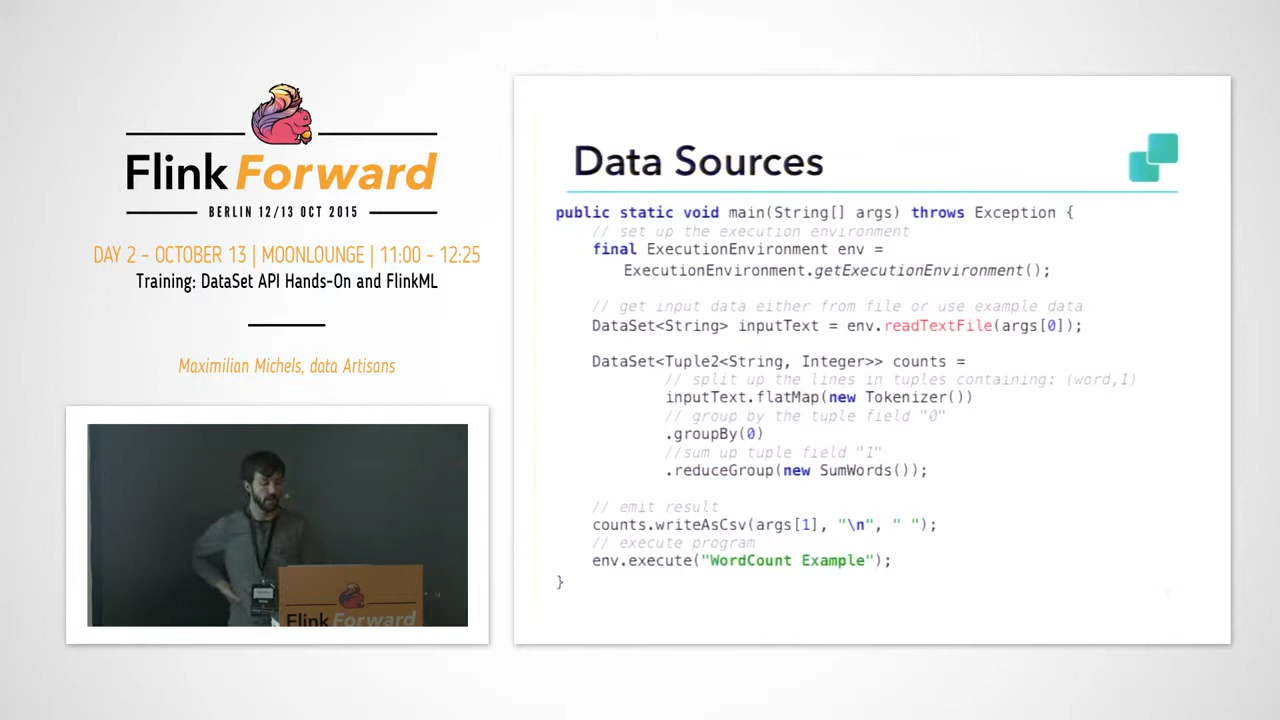 Flink Forward
BERLIN 12/13 OCT 2015
DAY 2 - OCTOBER 13 | MOONLOUNGE | 11:00 - 12:25
Training: DataSet API Hands-On and FlinkML
Maximilian Michels, data Artisans
Flink Forward
Data Sources
public static void main(String[] args) throws Exception {
// set up the execution environment
final ExecutionEnvironment env =
ExecutionEnvironment.getExecutionEnvironment();
// get input data either from file or use example data
DataSet<String> inputText = env.readTextFile(args[0]);
DataSet<Tuple2<String, Integer>> counts =
// split up the lines in tuples containing: (word,1)
inputText.flatMap(new Tokenizer())
// group by the tuple field "0"
.groupBy(0)
//sum up tuple field "1"
.reduceGroup(new SumWords());
// emit result
counts.writeAsCsv(args[1], "\n", " ");
// execute program
env.execute("WordCount Example");
}